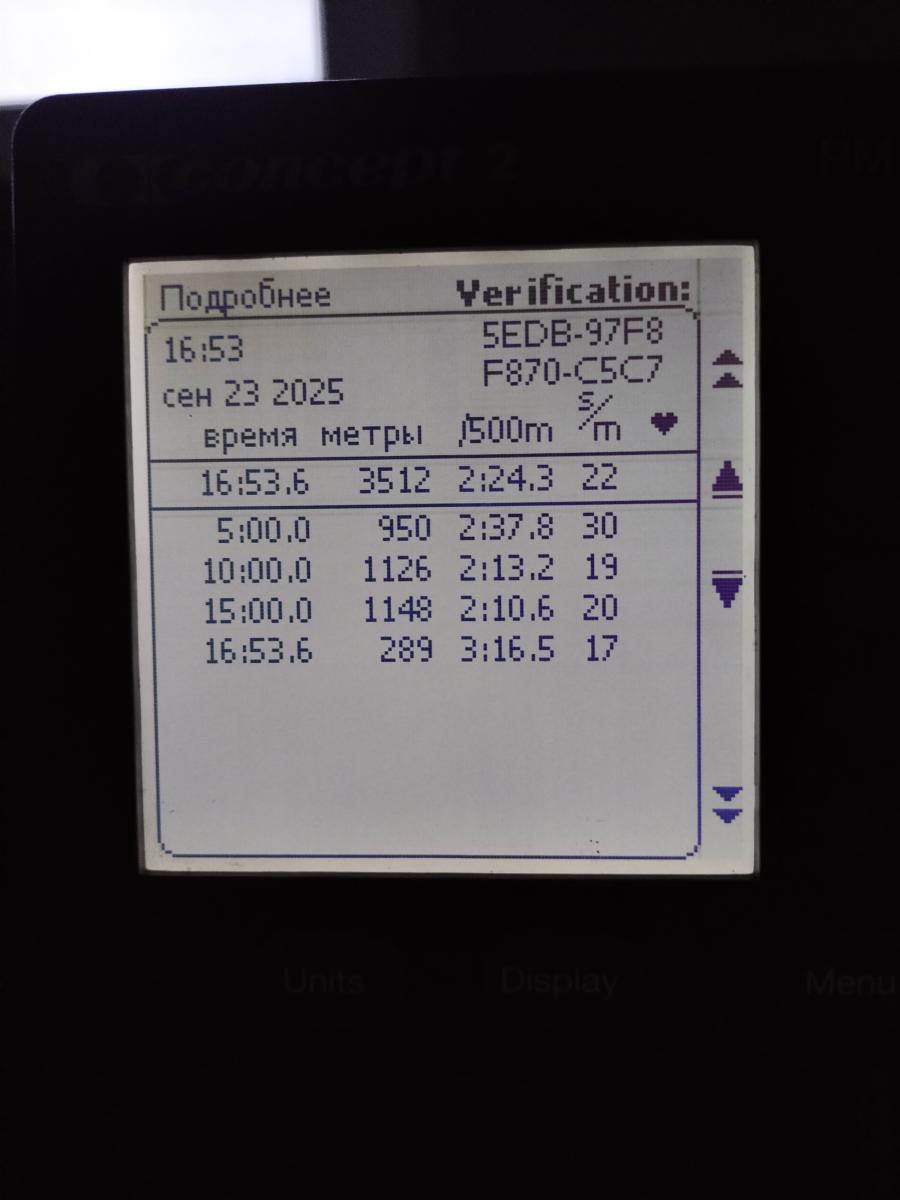 concept 2 PM
Подробнее Verification:
16:53 5EDB-97F8
сен 23 2025 F870-C5C7
время метры /500m s/m ♥
16:53.6 3512 2:24.3 22
5:00.0 950 2:37.8 30
10:00.0 1126 2:13.2 19
15:00.0 1148 2:10.6 20
16:53.6 289 3:16.5 17
Units Display Menu